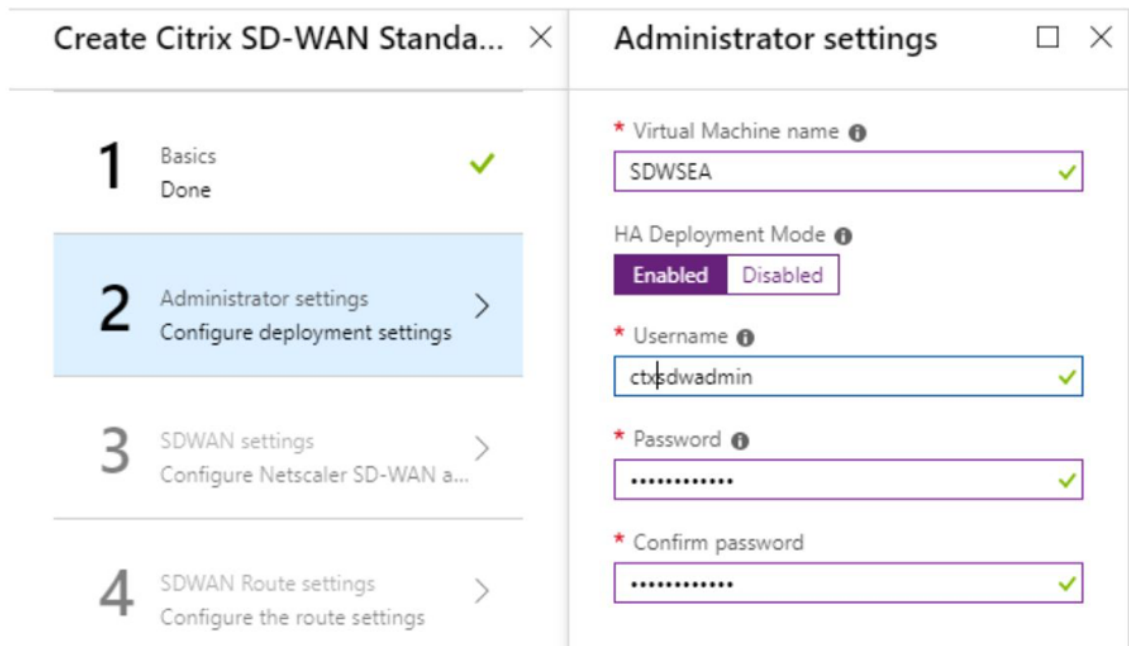 Create Citrix SD-WAN Standa...
1
Basics
Done
2
Administrator settings
Configure deployment settings
3
SDWAN settings
Configure Netscaler SD-WAN a...
4
SDWAN Route settings
Configure the route settings
Administrator settings
* Virtual Machine name
SDWSEA
HA Deployment Mode
Enabled Disabled
* Username
ctxsdwadmin
* Password
••••••••••••
* Confirm password
••••••••••••